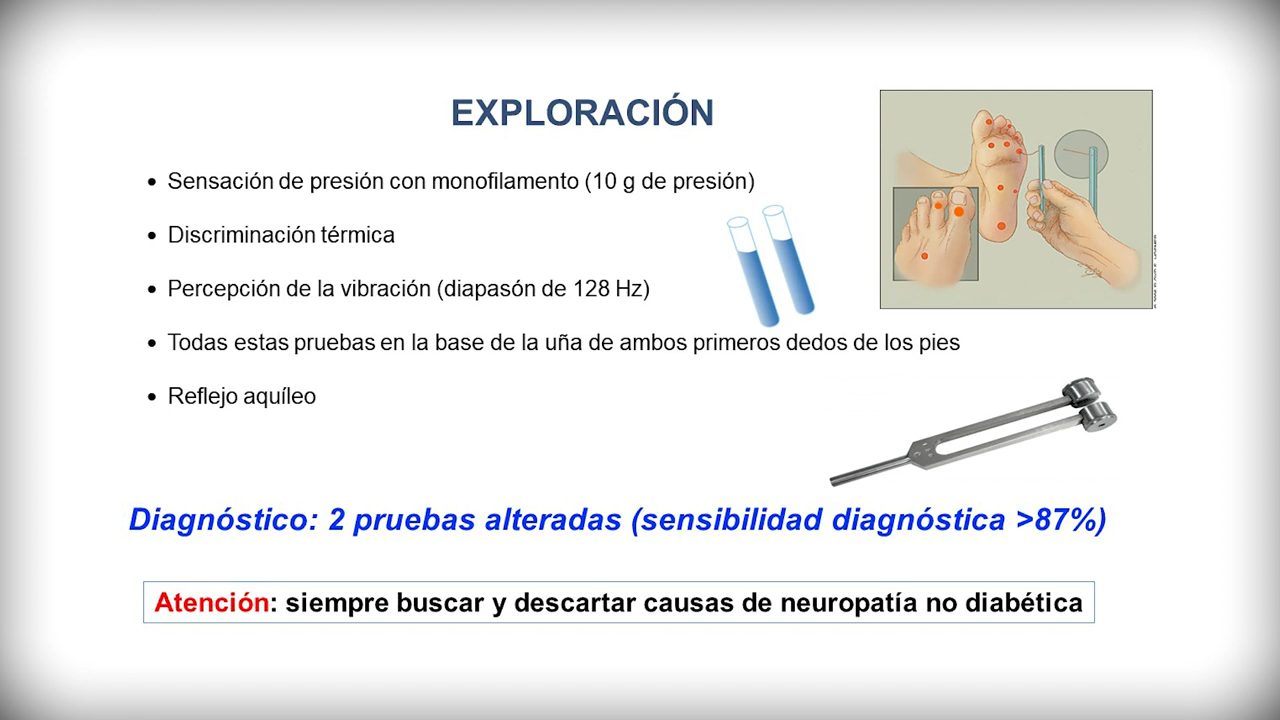 EXPLORACIÓN
• Sensación de presión con monofilamento (10 g de presión)
• Discriminación térmica
• Percepción de la vibración (diapasón de 128 Hz)
• Todas estas pruebas en la base de la uña de ambos primeros dedos de los pies
• Reflejo aquíleo
Diagnóstico: 2 pruebas alteradas (sensibilidad diagnóstica >87%)
Atención: siempre buscar y descartar causas de neuropatía no diabética